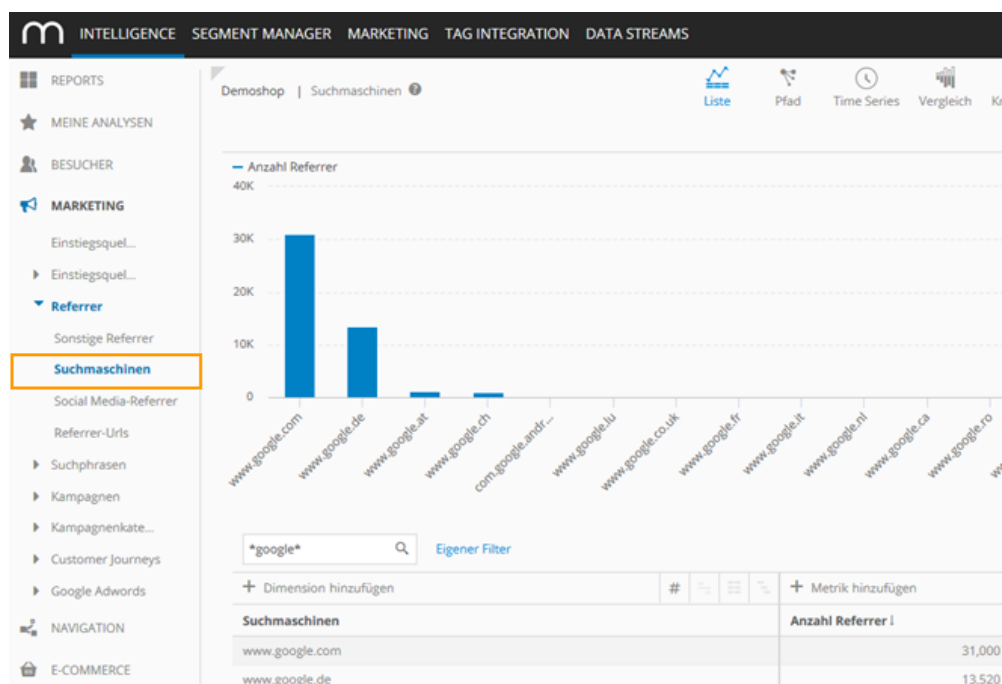 INTELLIGENCE SEGMENT MANAGER MARKETING TAG INTEGRATION DATA STREAMS
REPORTS
MEINE ANALYSEN
BESUCHER
MARKETING
Einstiegsquel...
Einstiegsquel...
Referrer
Sonstige Referrer
Suchmaschinen
Social Media-Referrer
Referrer-Urls
Suchphrasen
Kampagnen
Kampagnenkate...
Customer Journeys
Google Adwords
NAVIGATION
E-COMMERCE
Demoshop | Suchmaschinen
Liste Pfad Time Series Vergleich
Anzahl Referrer
40K
30K
20K
10K
0
www.google.com www.google.de www.google.at www.google.ch com.google.andr... www.google.lu www.google.co.uk www.google.fr www.google.it www.google.nl www.google.ca www.google.ro
*google* Eigener Filter
+ Dimension hinzufügen # + Metrik hinzufügen
Suchmaschinen Anzahl Referrer
www.google.com 31,000
www.google.de 13,520